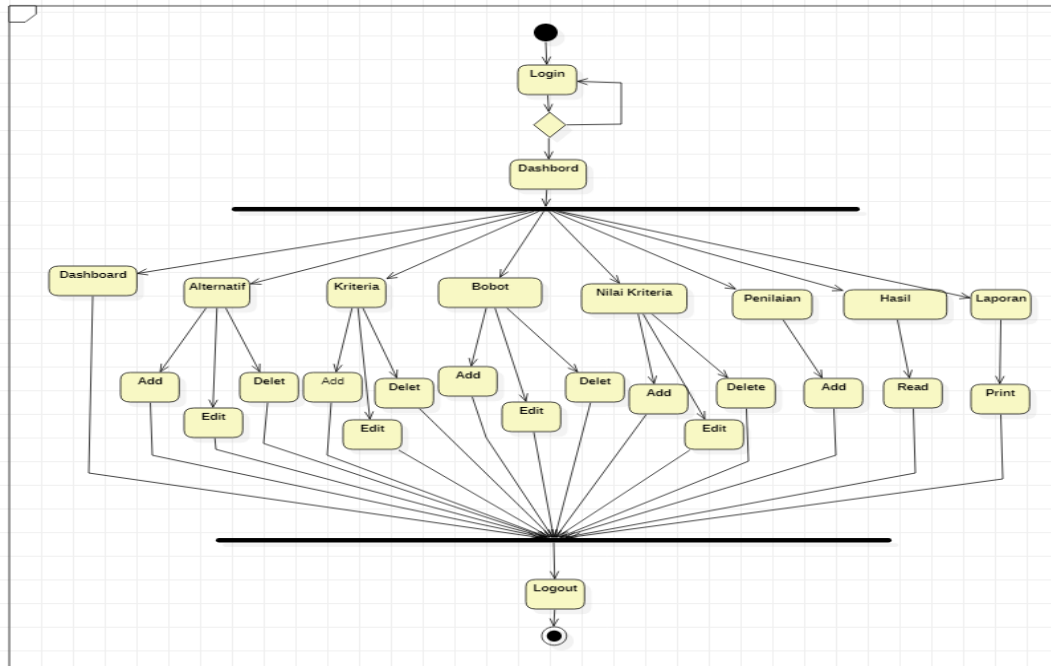 Login
Dashbord
Dashboard
Alternatif
Kriteria
Bobot
Nilai Kriteria
Penilaian
Hasil
Laporan
Add
Edit
Delet
Add
Edit
Delet
Add
Edit
Delet
Add
Edit
Delete
Add
Read
Print
Logout